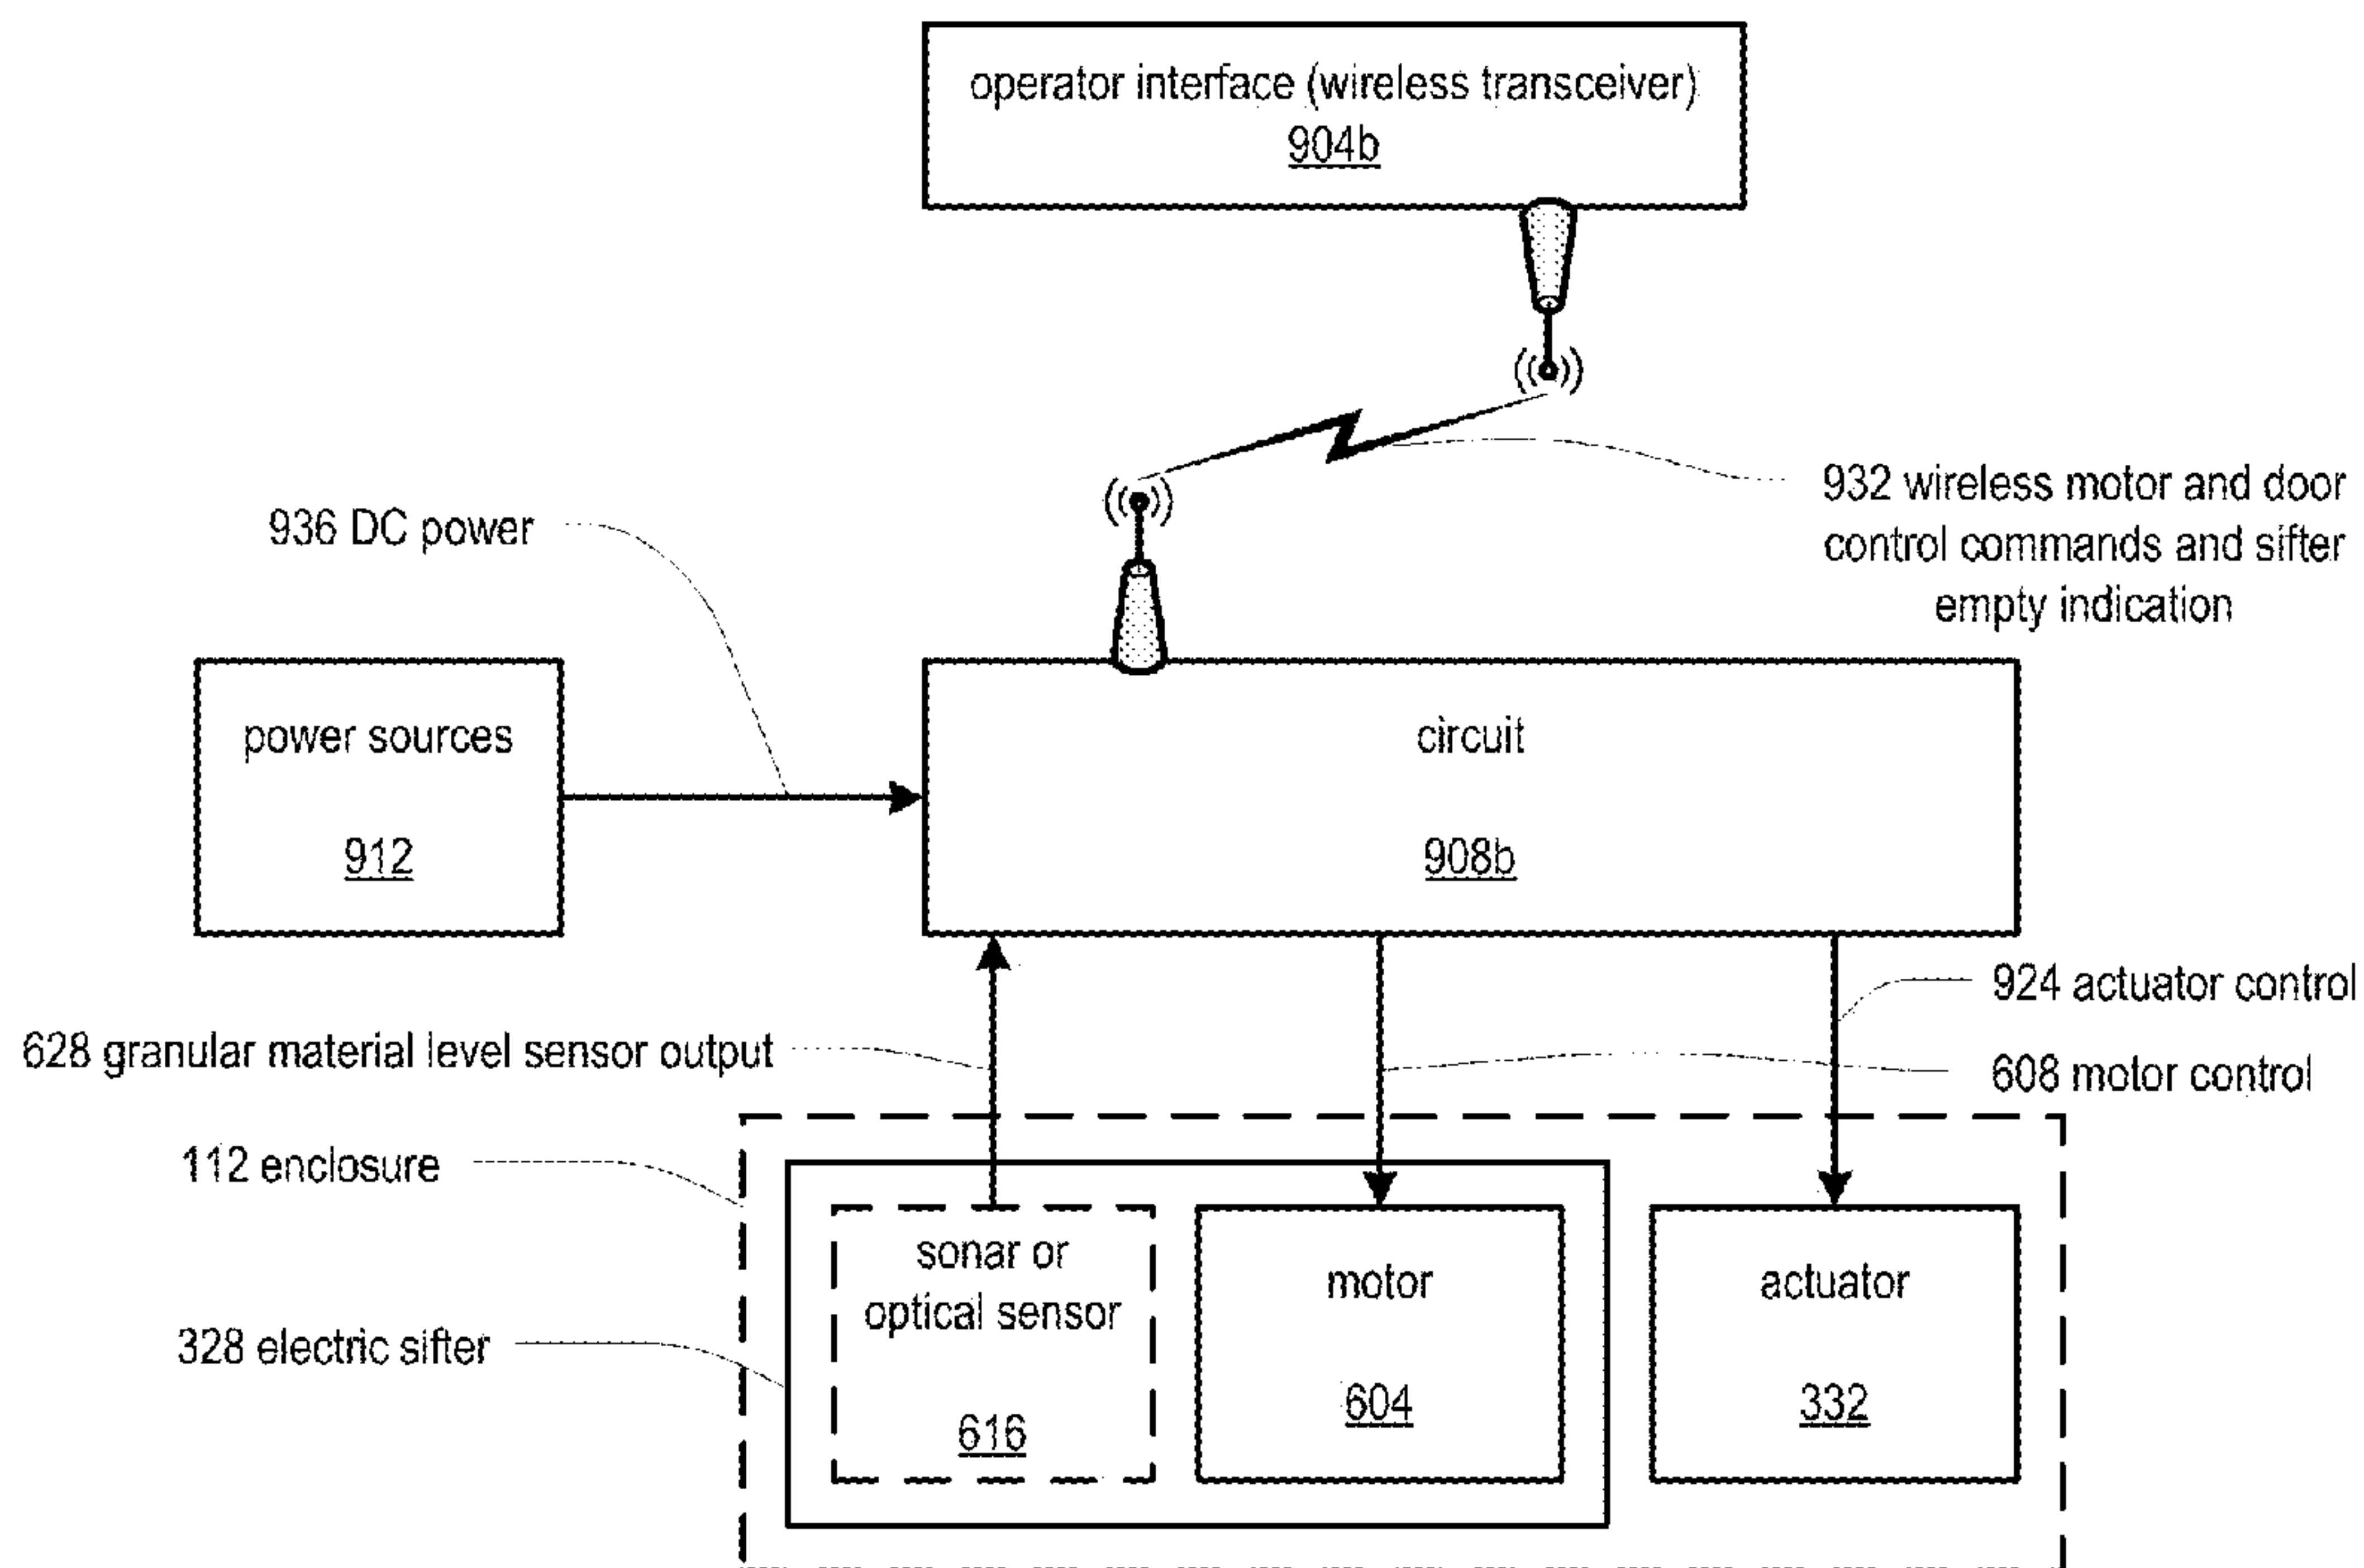 operator interface (wireless transceiver)
904b
932 wireless motor and door
control commands and sifter
empty indication
936 DC power
power sources
912
circuit
908b
924 actuator control
628 granular material level sensor output
608 motor control
112 enclosure
328 electric sifter
sonar or
optical sensor
616
motor
604
actuator
332